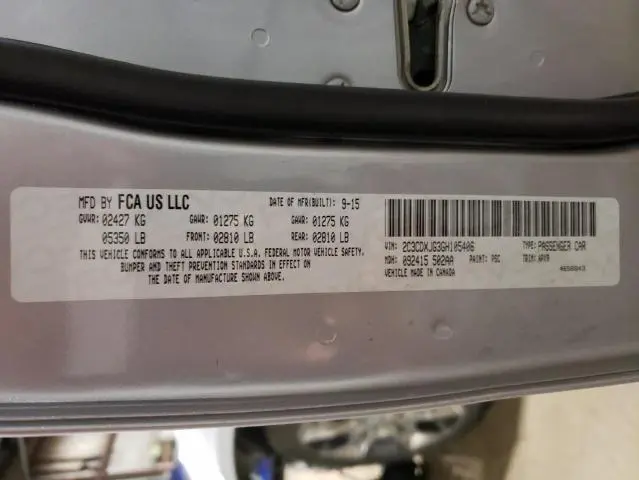 MFD BY FCA US LLC DATE OF MFR(BUILT): 9-15
GVWR: 02427 KG GAWR: 01275 KG GAWR: 01275 KG
05350 LB FRONT: 02810 LB REAR: 02810 LB
THIS VEHICLE CONFORMS TO ALL APPLICABLE U.S.A. FEDERAL MOTOR VEHICLE SAFETY,
BUMPER AND THEFT PREVENTION STANDARDS IN EFFECT ON
THE DATE OF MANUFACTURE SHOWN ABOVE.
VIN: 2C3CDXJG3GH105406 TYPE: PASSENGER CAR
MDH: 092415 502AA PAINT: PSC TRIM: APX9
VEHICLE MADE IN CANADA